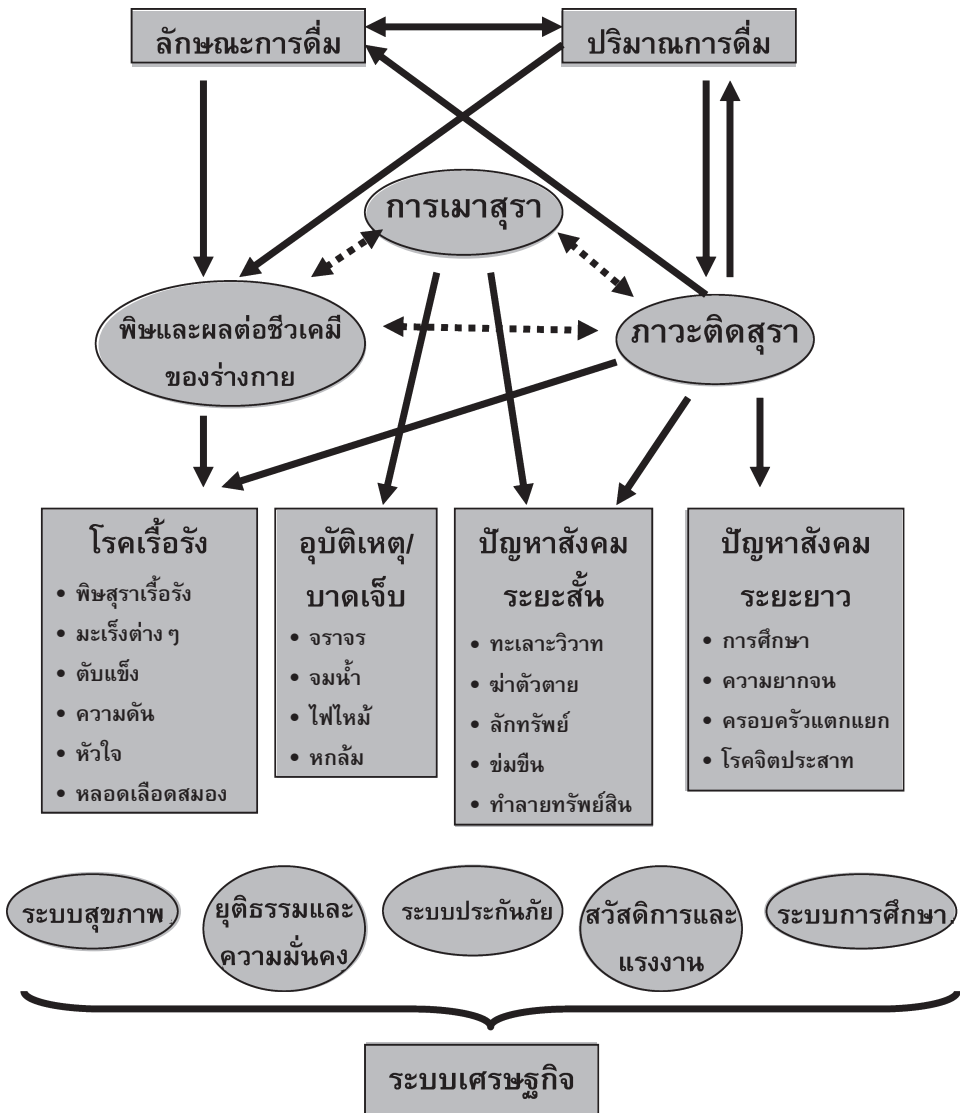 ลักษณะการดื่ม
ปริมาณการดื่ม
การเมาสุรา
พิษและผลต่อชีวเคมี
ของร่างกาย
ภาวะติดสุรา
โรคเรื้อรัง
• พิษสุราเรื้อรัง
• มะเร็งต่าง ๆ
• ตับแข็ง
• ความดัน
• หัวใจ
• หลอดเลือดสมอง
อุบัติเหตุ/
บาดเจ็บ
• จราจร
• จมน้ำ
• ไฟไหม้
• หกล้ม
ปัญหาสังคม
ระยะสั้น
• ทะเลาะวิวาท
• ฆ่าตัวตาย
• ลักทรัพย์
• ข่มขืน
• ทำลายทรัพย์สิน
ปัญหาสังคม
ระยะยาว
• การศึกษา
• ความยากจน
• ครอบครัวแตกแยก
• โรคจิตประสาท
ระบบสุขภาพ
ยุติธรรมและ
ความมั่นคง
ระบบประกันภัย
สวัสดิการและ
แรงงาน
ระบบการศึกษา
ระบบเศรษฐกิจ